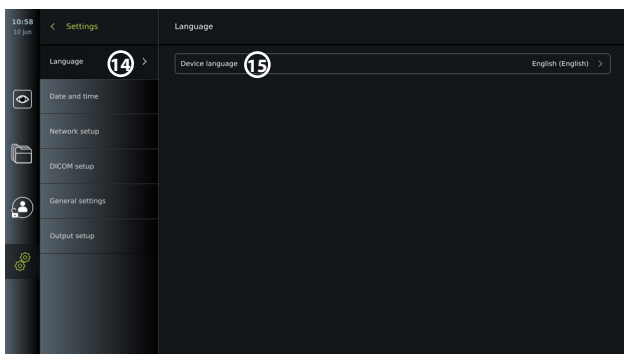 10:58
10 Jun
Settings
Language
Language
14
Device language
15
English (English)
Date and time
Network setup
DICOM setup
General settings
Output setup